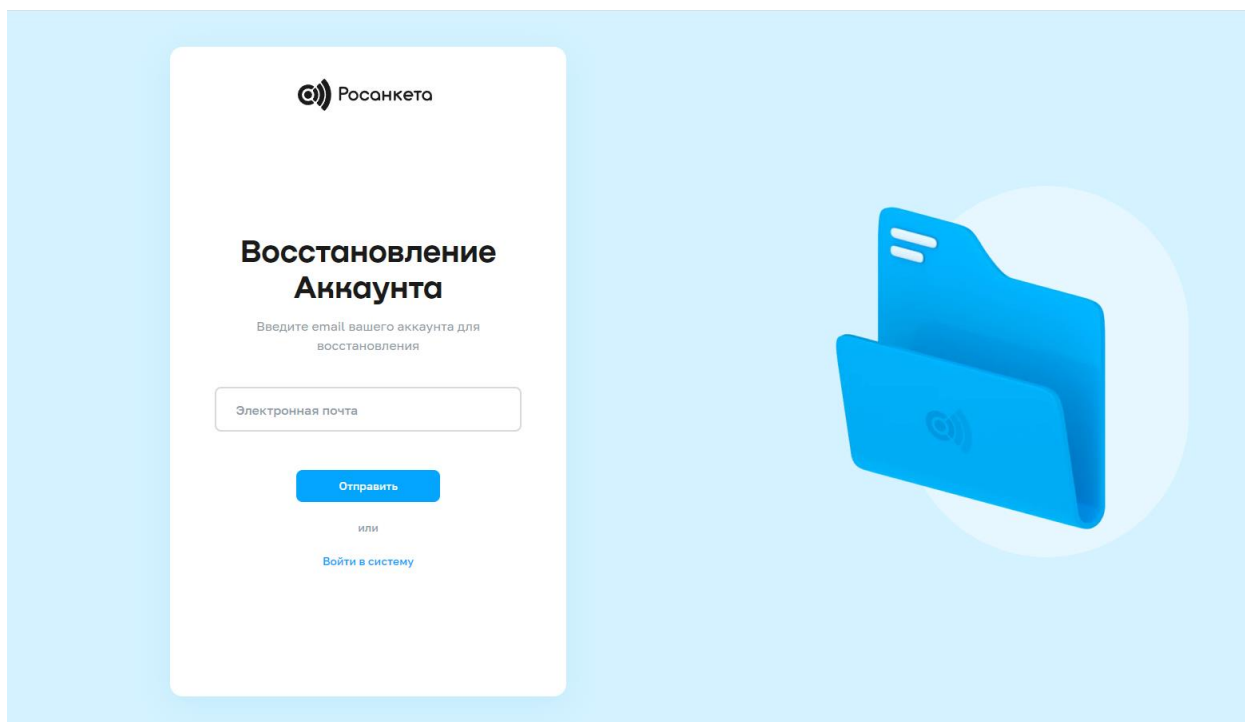 Росанкета
Восстановление
Аккаунта
Введите email вашего аккаунта для
восстановления
Электронная почта
Отправить
или
Войти в систему